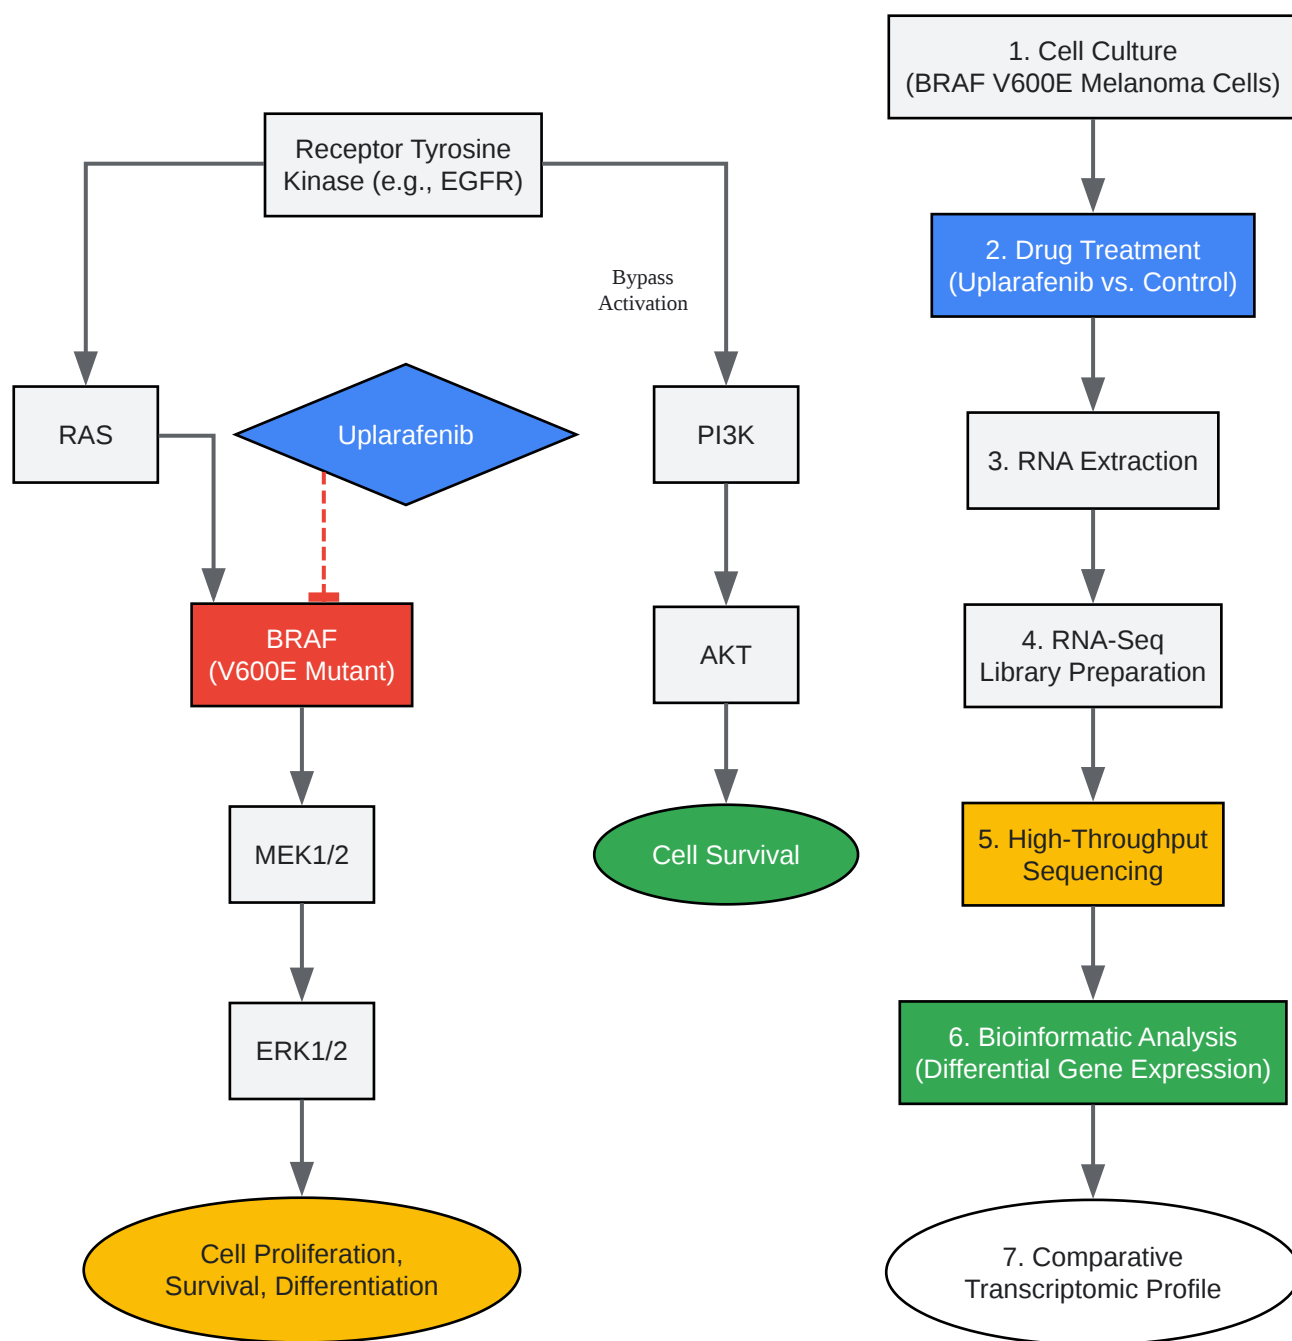 Receptor Tyrosine
Kinase (e.g., EGFR)
Bypass
Activation
RAS
Uplarafenib
PI3K
BRAF
(V600E Mutant)
AKT
MEK1/2
Cell Survival
ERK1/2
Cell Proliferation,
Survival, Differentiation
1. Cell Culture
(BRAF V600E Melanoma Cells)
2. Drug Treatment
(Uplarafenib vs. Control)
3. RNA Extraction
4. RNA-Seq
Library Preparation
5. High-Throughput
Sequencing
6. Bioinformatic Analysis
(Differential Gene Expression)
7. Comparative
Transcriptomic Profile